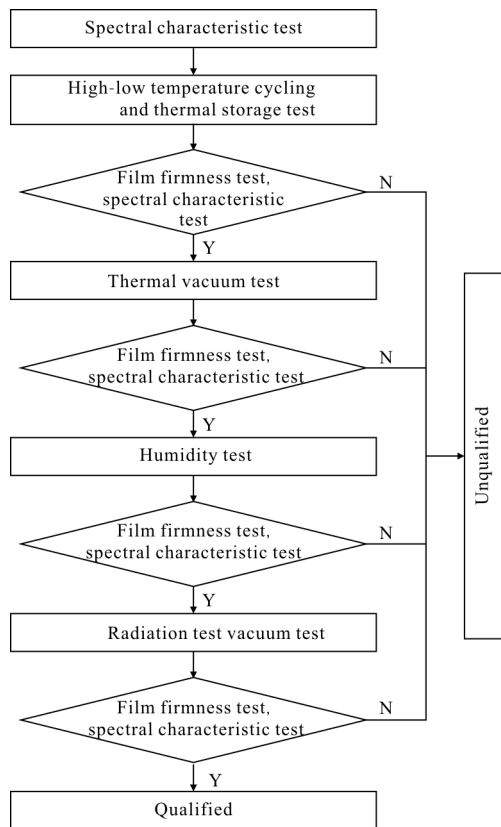 Spectral characteristic test
High-low temperature cycling
and thermal storage test
Film firmness test,
spectral characteristic
test
N
Y
Thermal vacuum test
Film firmness test,
spectral characteristic test
N
Y
Humidity test
Unqualified
Film firmness test,
spectral characteristic test
N
Y
Radiation test vacuum test
Film firmness test,
spectral characteristic test
N
Y
Qualified